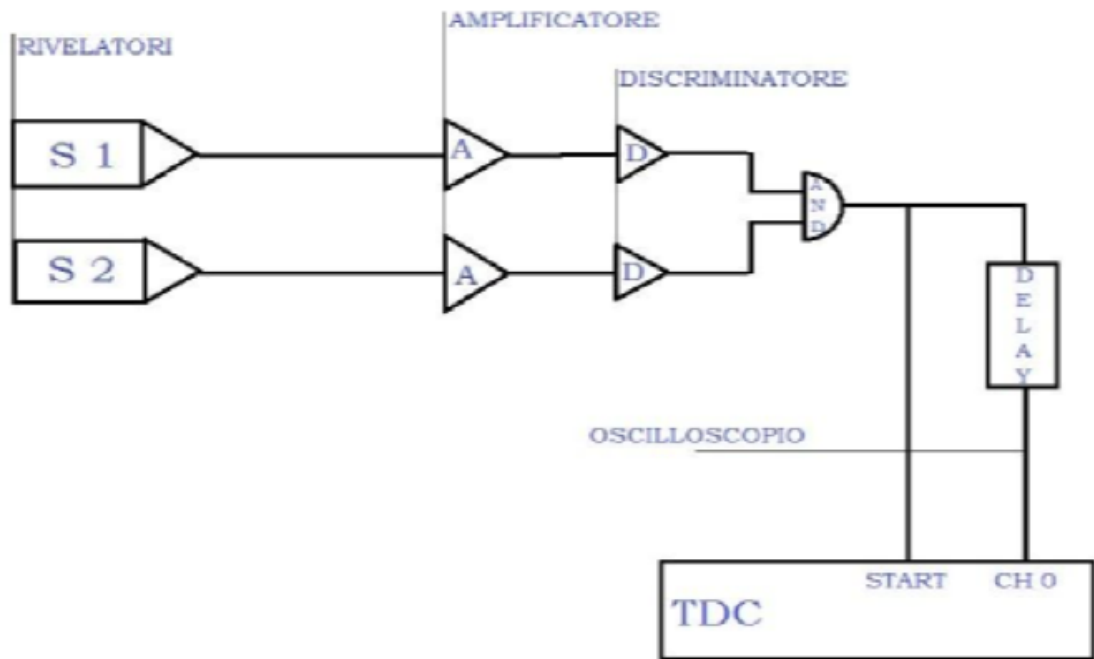 AMPLIFICATORE
RIVELATORI
DISCRIMINATORE
S 1
A
D
AND
S 2
A
D
DELAY
OSCILLOSCOPIO
START CH 0
TDC